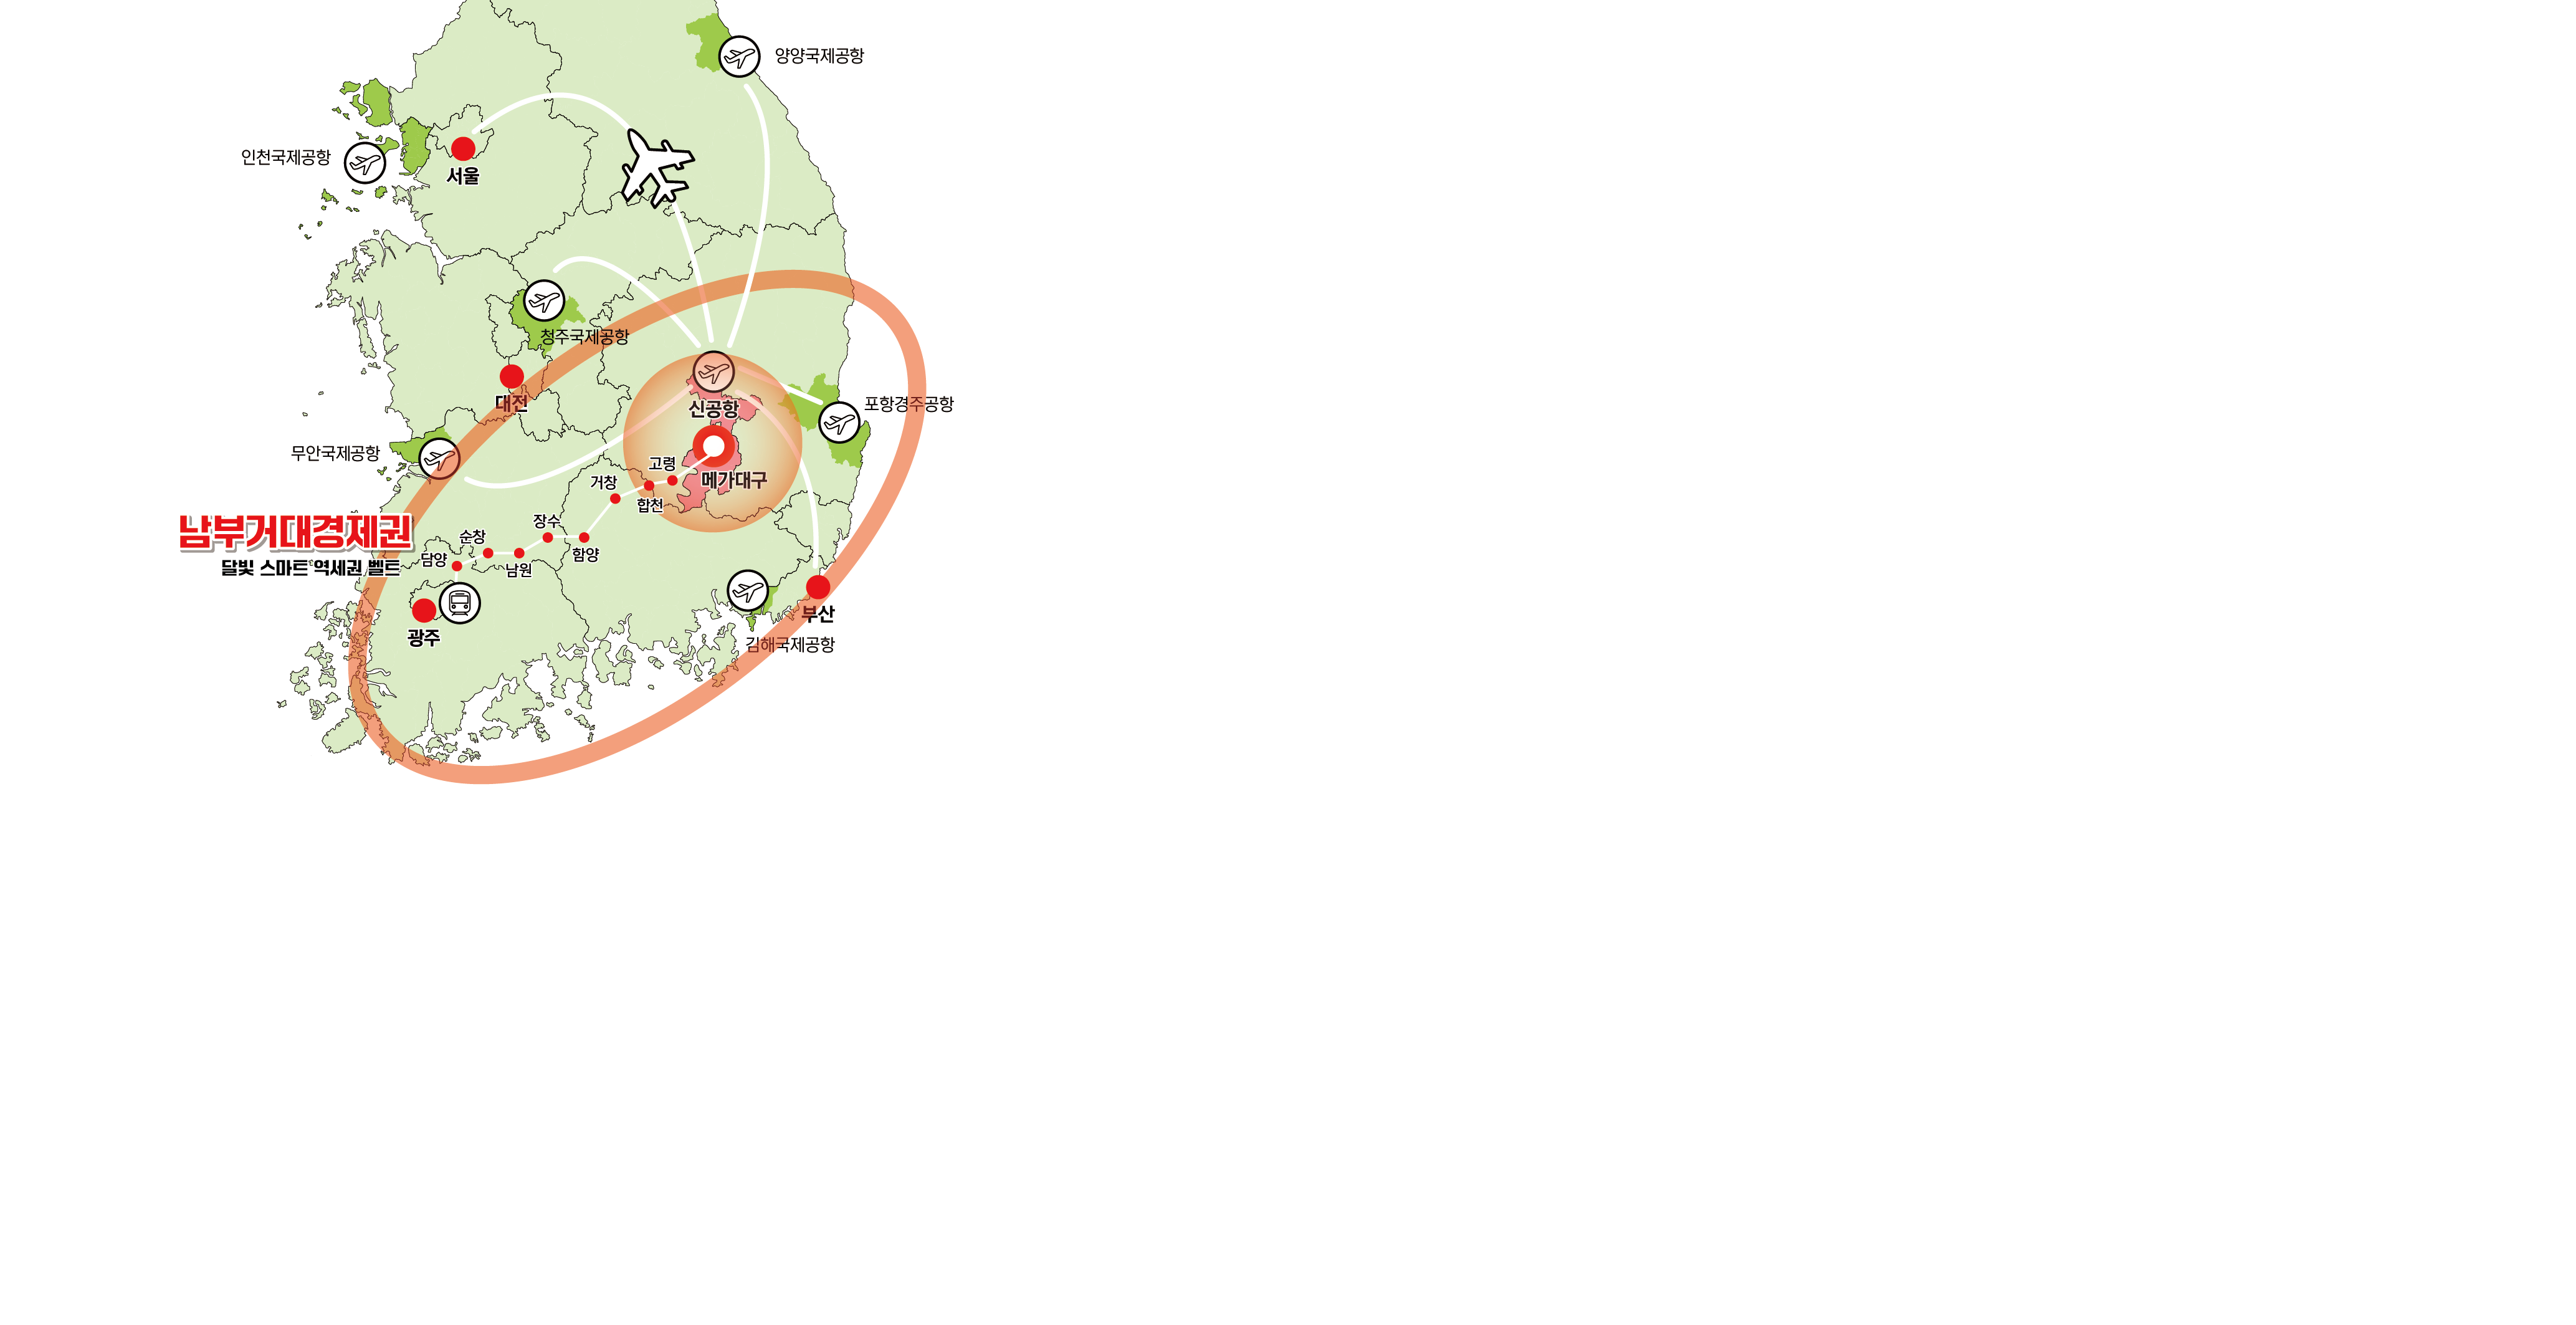 양양국제공항
인천국제공항
서울
청주국제공항
대전
신공항
포항경주공항
무안국제공항
고령
메가대구
거창
합천
남부거대경제권
달빛 스마트 역세권 벨트
장수
순창
함양
담양
남원
부산
광주
김해국제공항